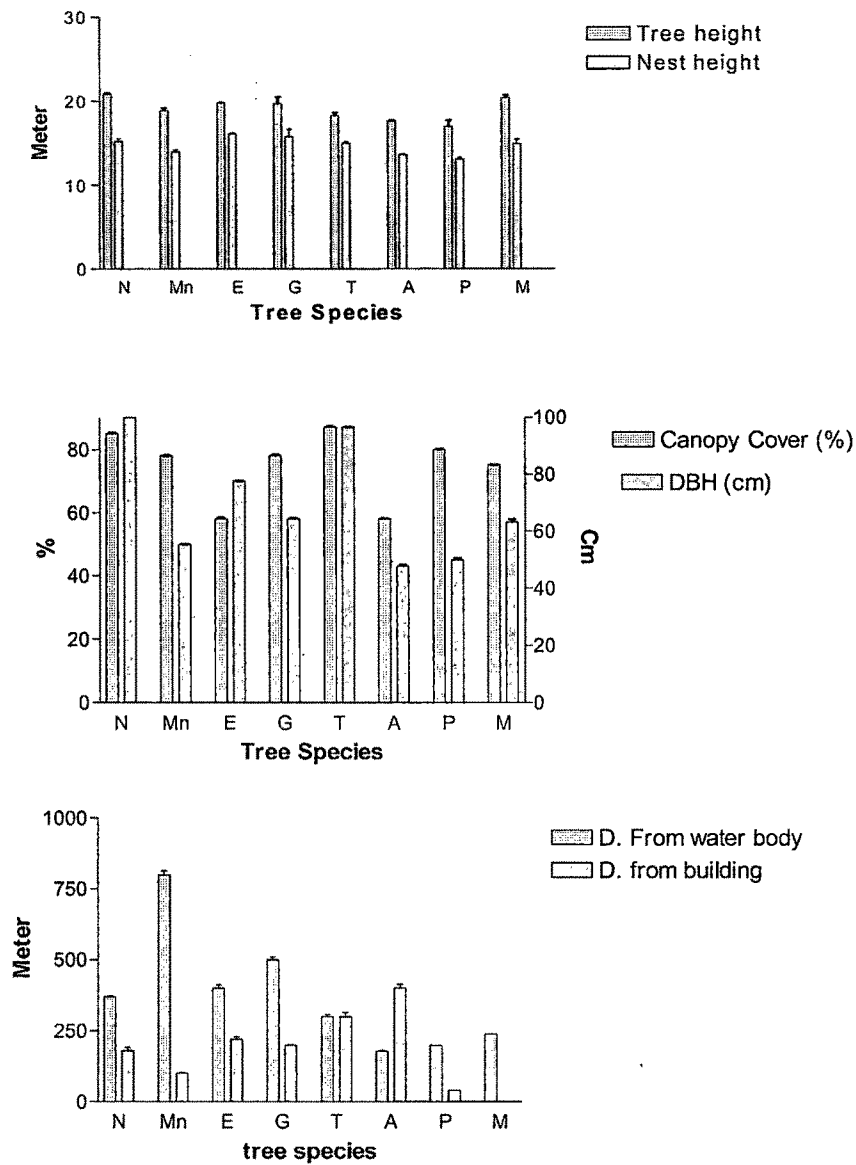 30
20
10
0
Meter
Tree height
Nest height
N Mn E G T A P M
Tree Species
80
60
40
20
0
%
100
80
60
40
20
0
Cm
Canopy Cover (%)
DBH (cm)
N Mn E G T A P M
Tree Species
1000
750
500
250
0
Meter
D. From water body
D. from building
N Mn E G T A P M
tree species